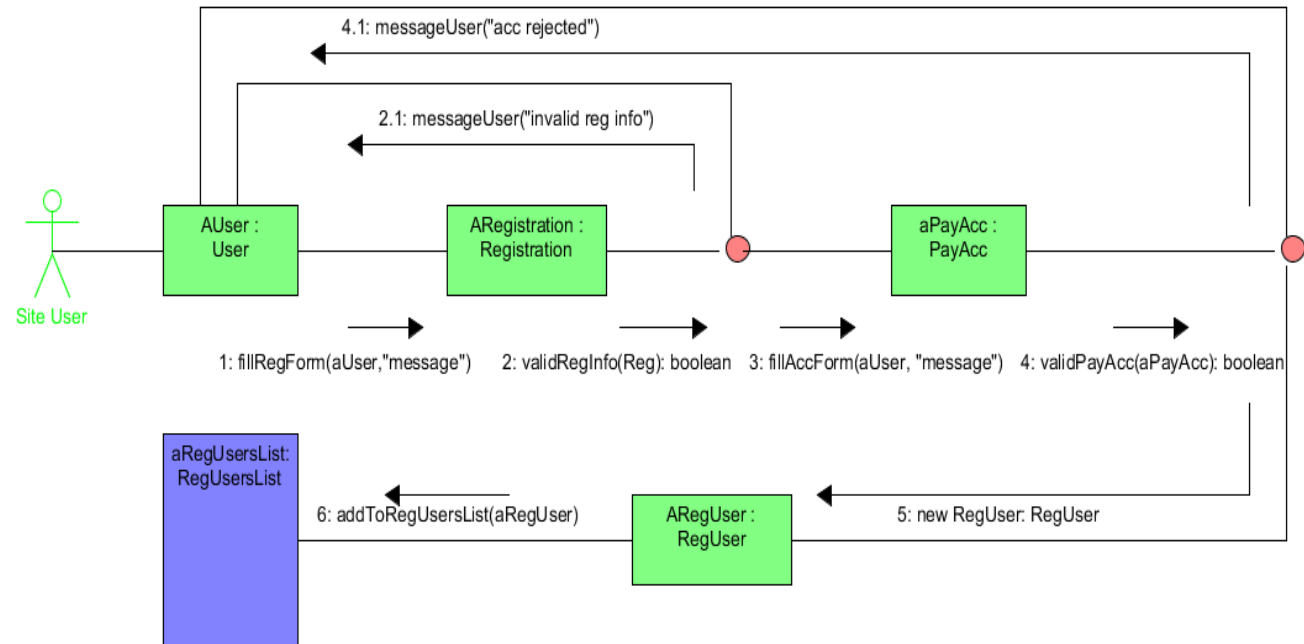 4.1: messageUser("acc rejected")
2.1: messageUser("invalid reg info")
AUser :
User
ARegistration :
Registration
aPayAcc :
PayAcc
Site User
1: fillRegForm(aUser,"message")
2: validRegInfo(Reg): boolean
3: fillAccForm(aUser, "message")
4: validPayAcc(aPayAcc): boolean
aRegUsersList:
RegUsersList
6: addToRegUsersList(aRegUser)
ARegUser :
RegUser
5: new RegUser: RegUser